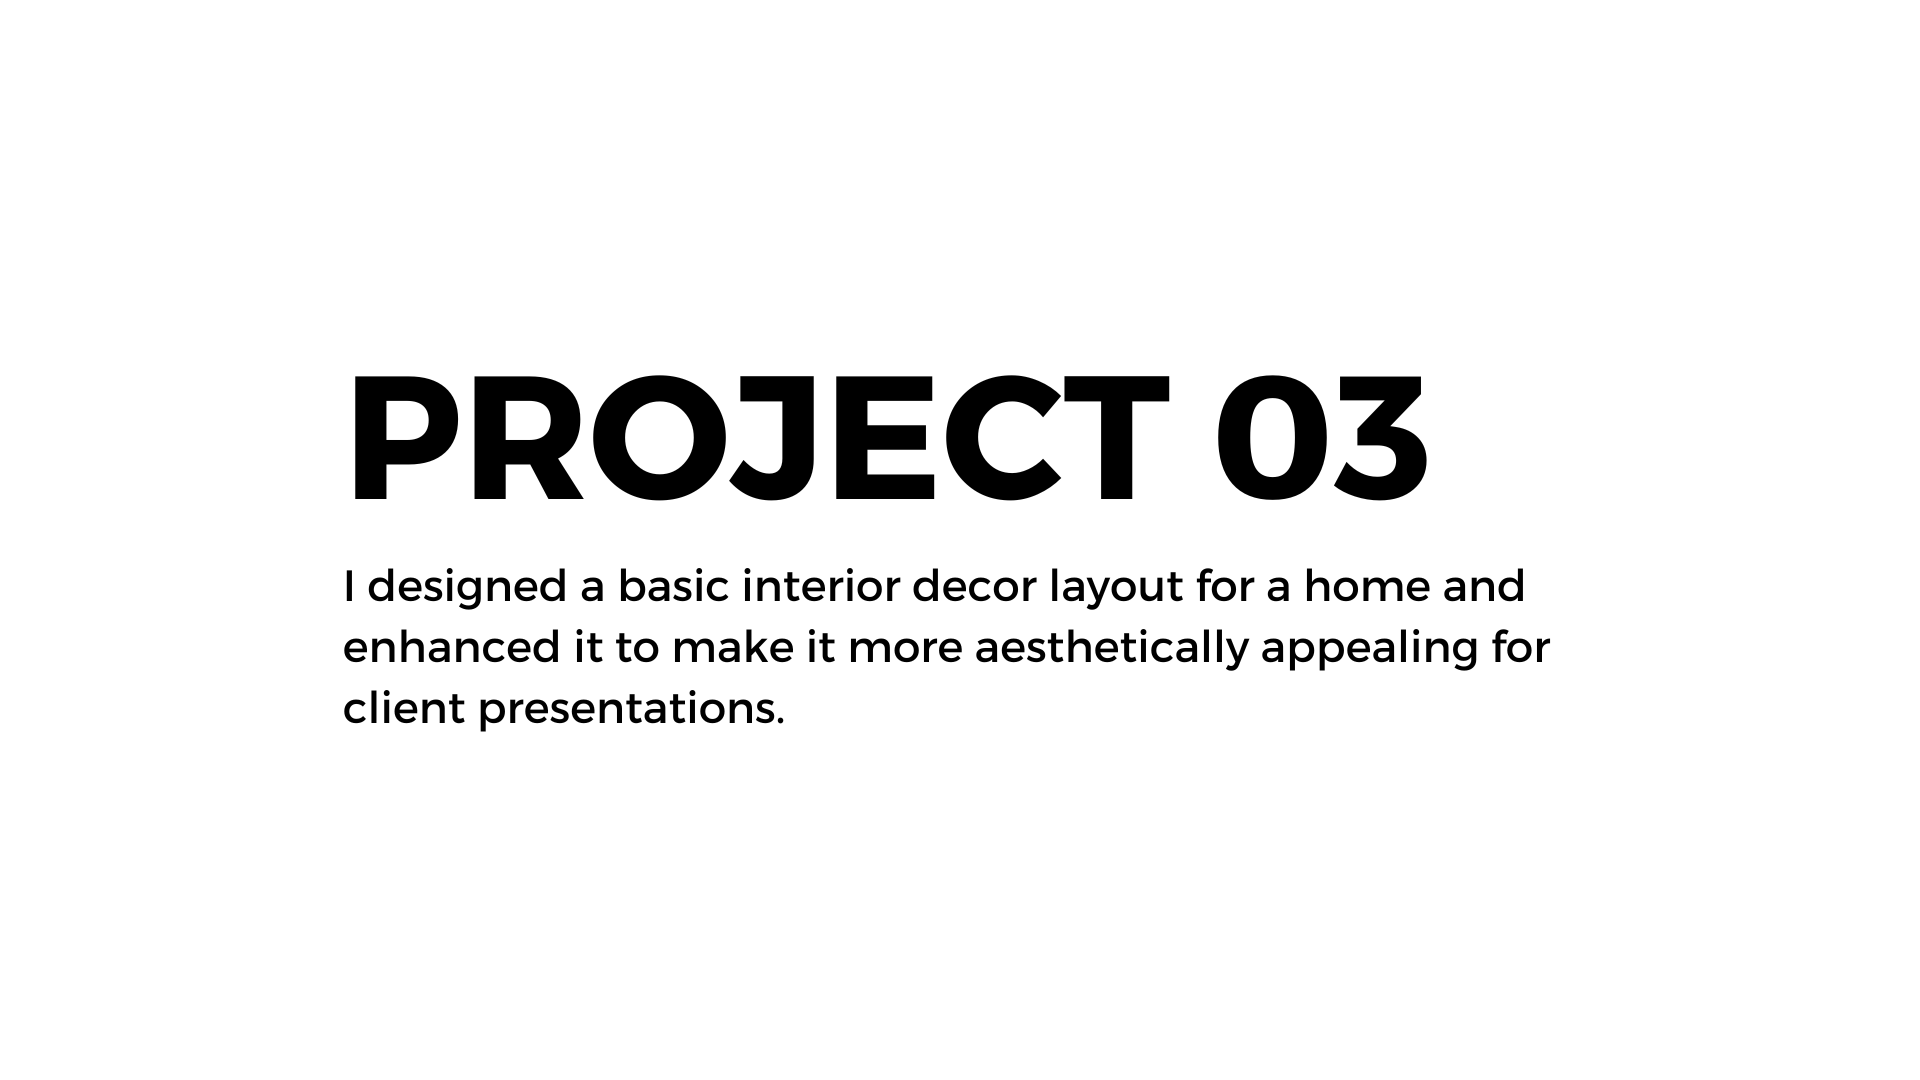 PROJECT 03
I designed a basic interior decor layout for a home and
enhanced it to make it more aesthetically appealing for
client presentations.